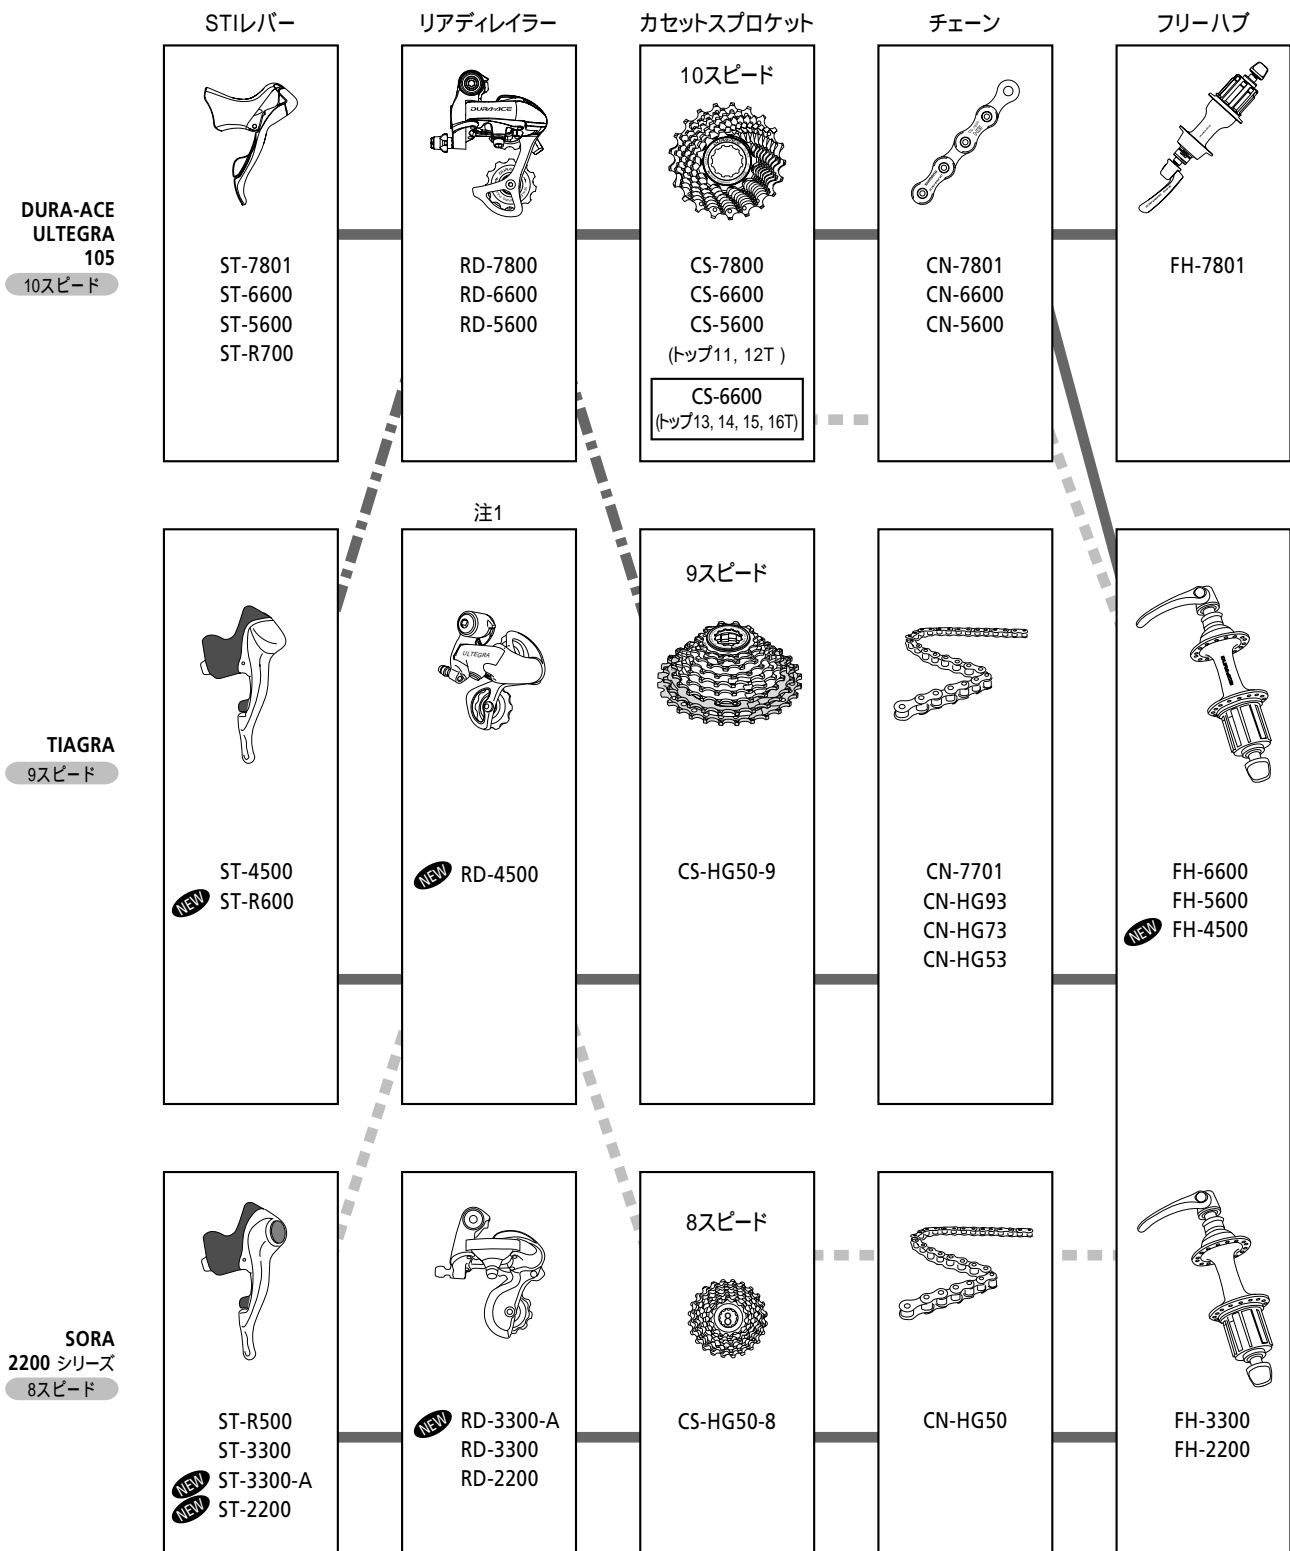 STIレバー
リアディレイラー
カセットスプロケット
チェーン
フリーハブ
DURA-ACE
ULTEGRA
105
10スピード
ST-7801
ST-6600
ST-5600
ST-R700
DURA-ACE
RD-7800
RD-6600
RD-5600
10スピード
CS-7800
CS-6600
CS-5600
(トップ11, 12T )
CS-6600
(トップ13, 14, 15, 16T)
CN-7801
CN-6600
CN-5600
FH-7801
TIAGRA
9スピード
ST-4500
NEW ST-R600
注1
ULTEGRA
NEW RD-4500
9スピード
CS-HG50-9
CN-7701
CN-HG93
CN-HG73
CN-HG53
DURA-ACE
FH-6600
FH-5600
NEW FH-4500
SORA
2200 シリーズ
8スピード
ST-R500
ST-3300
NEW ST-3300-A
NEW ST-2200
NEW RD-3300-A
RD-3300
RD-2200
8スピード
8
CS-HG50-8
CN-HG50
FH-3300
FH-2200